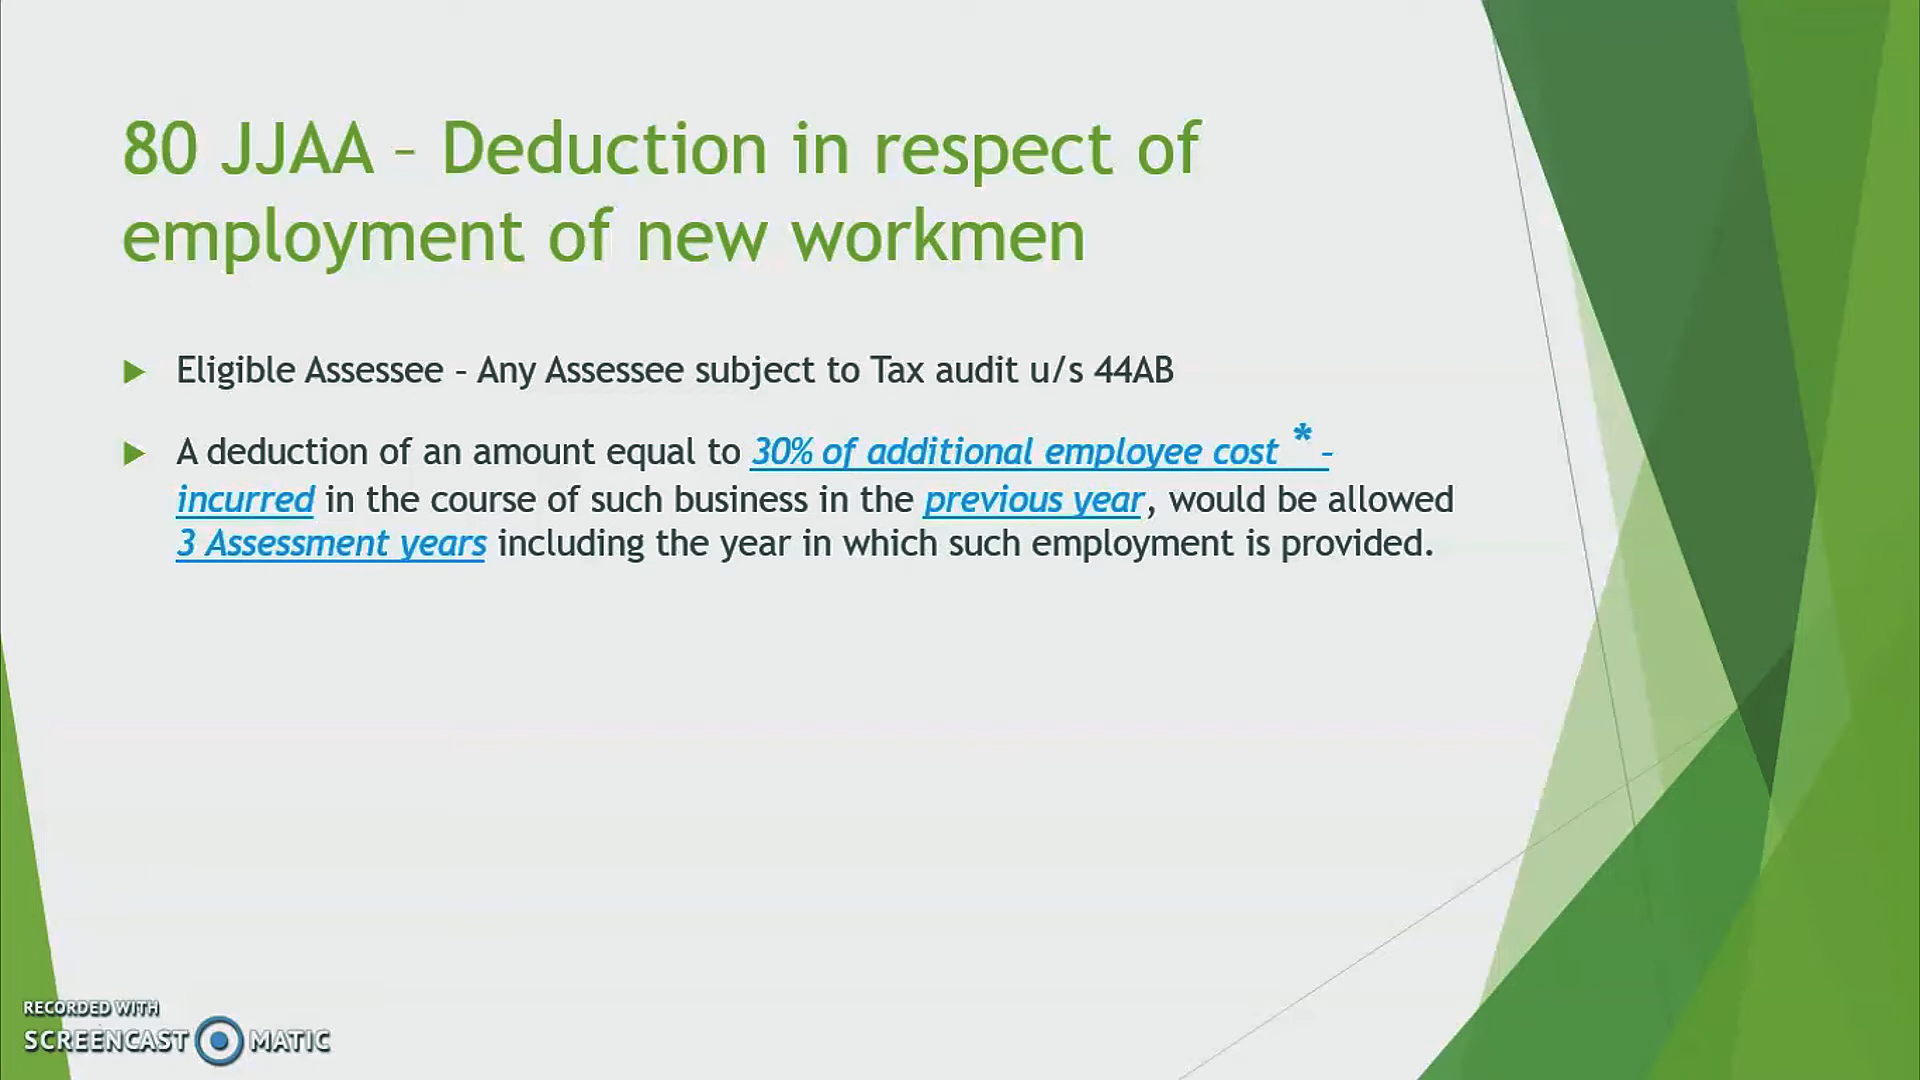 80 JJAA – Deduction in respect of
employment of new workmen
Eligible Assessee – Any Assessee subject to Tax audit u/s 44AB
A deduction of an amount equal to 30% of additional employee cost * –
incurred in the course of such business in the previous year, would be allowed
3 Assessment years including the year in which such employment is provided.
RECORDED WITH
SCREENCAST MATIC